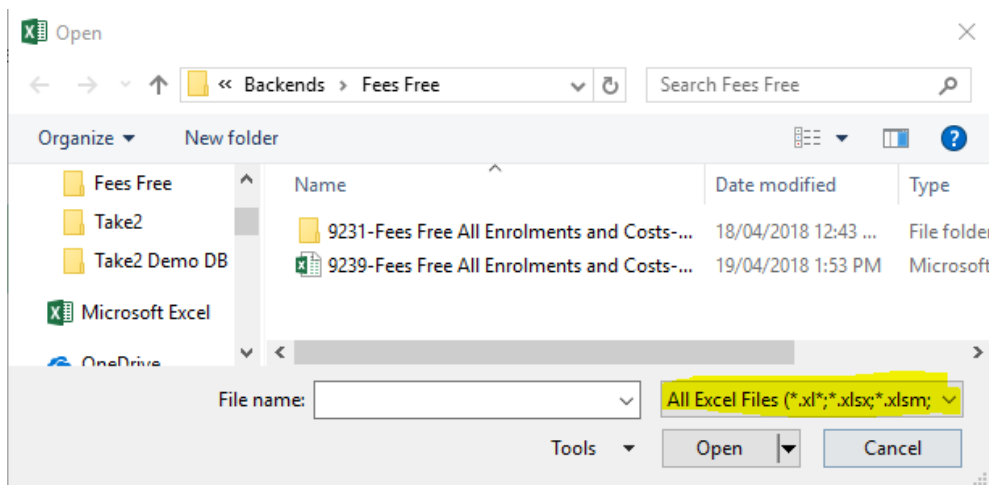 Open
« Backends > Fees Free
Search Fees Free
Organize
New folder
Fees Free
Take2
Take2 Demo DB
Microsoft Excel
OneDrive
Name Date modified Type
9231-Fees Free All Enrolments and Costs-... 18/04/2018 12:43 ... File folder
9239-Fees Free All Enrolments and Costs-... 19/04/2018 1:53 PM Microsoft
File name:
All Excel Files (*.xl*;*.xlsx;*.xlsm;
Tools
Open
Cancel